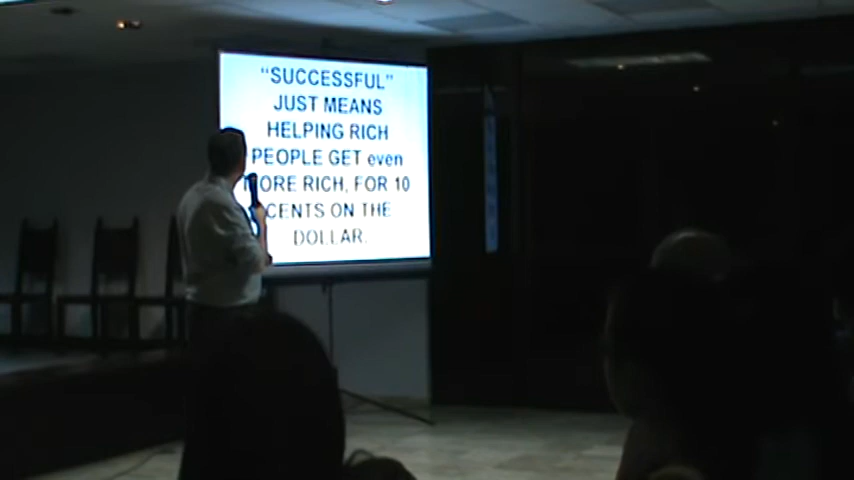 “SUCCESSFUL”
JUST MEANS
HELPING RICH
PEOPLE GET even
MORE RICH, FOR 10
CENTS ON THE
DOLLAR.